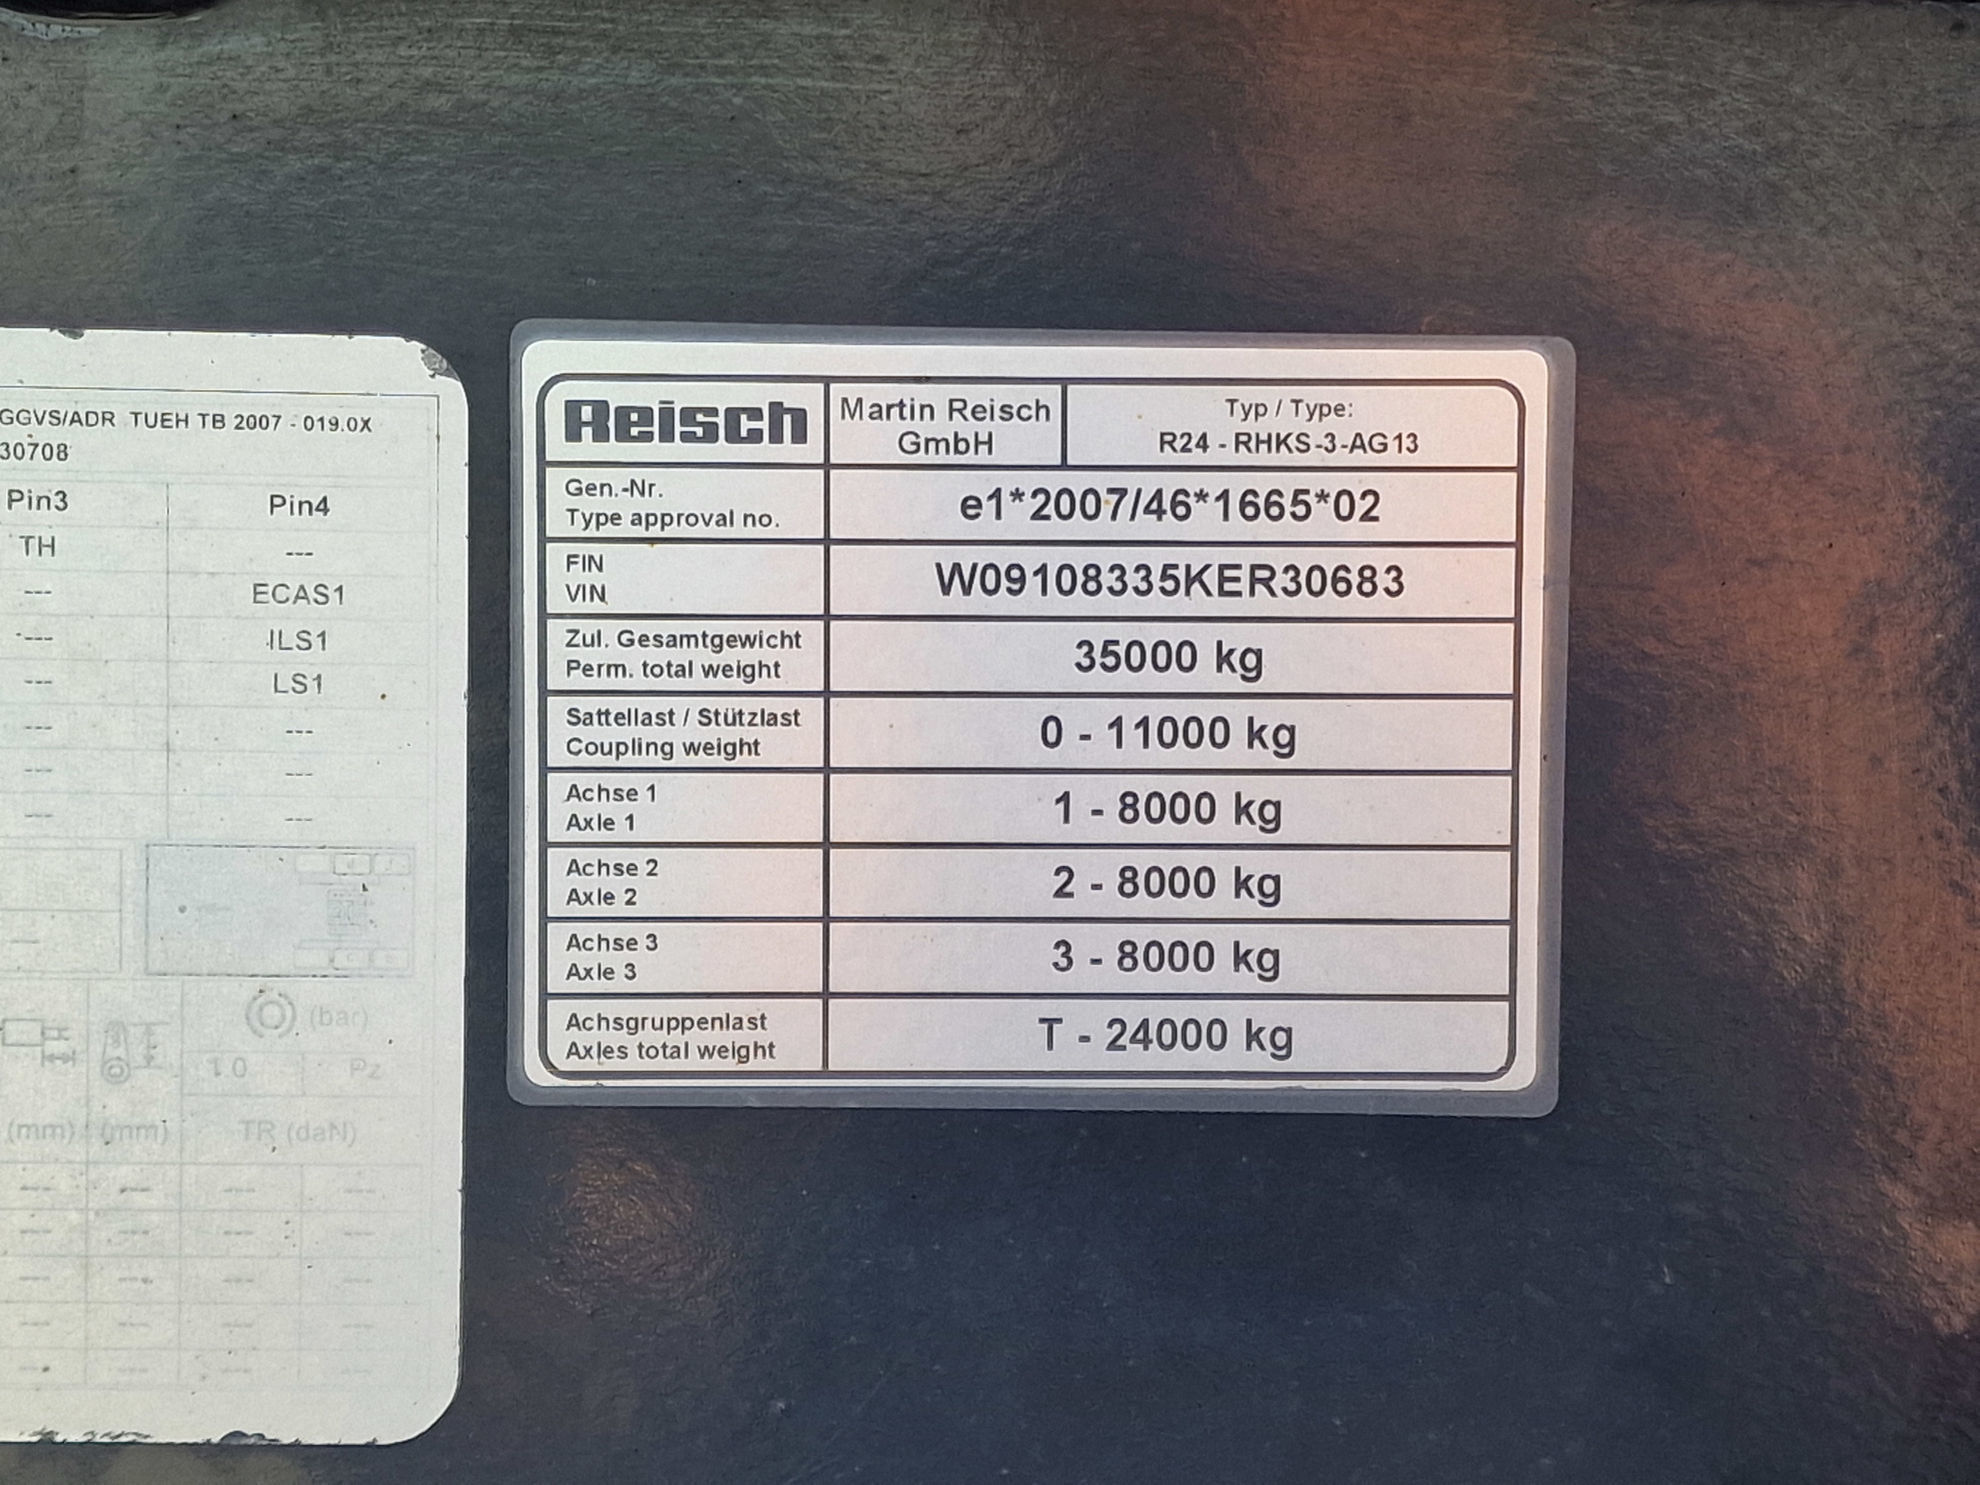 GGVS/ADR TUEH TB 2007 - 019.0X
30708
Pin3 Pin4
TH ---
--- ECAS1
--- ILS1
--- LS1
--- ---
--- ---
--- ---
(bar)
1.0 Pz
(mm) (mm) TR (daN)
--- --- --- ---
--- --- --- ---
--- --- --- ---
--- --- --- ---
--- --- --- ---
Reisch
Martin Reisch
GmbH
Typ / Type:
R24 - RHKS-3-AG13
Gen.-Nr.
Type approval no.
e1*2007/46*1665*02
FIN
VIN
W09108335KER30683
Zul. Gesamtgewicht
Perm. total weight
35000 kg
Sattellast / Stützlast
Coupling weight
0 - 11000 kg
Achse 1
Axle 1
1 - 8000 kg
Achse 2
Axle 2
2 - 8000 kg
Achse 3
Axle 3
3 - 8000 kg
Achsgruppenlast
Axles total weight
T - 24000 kg